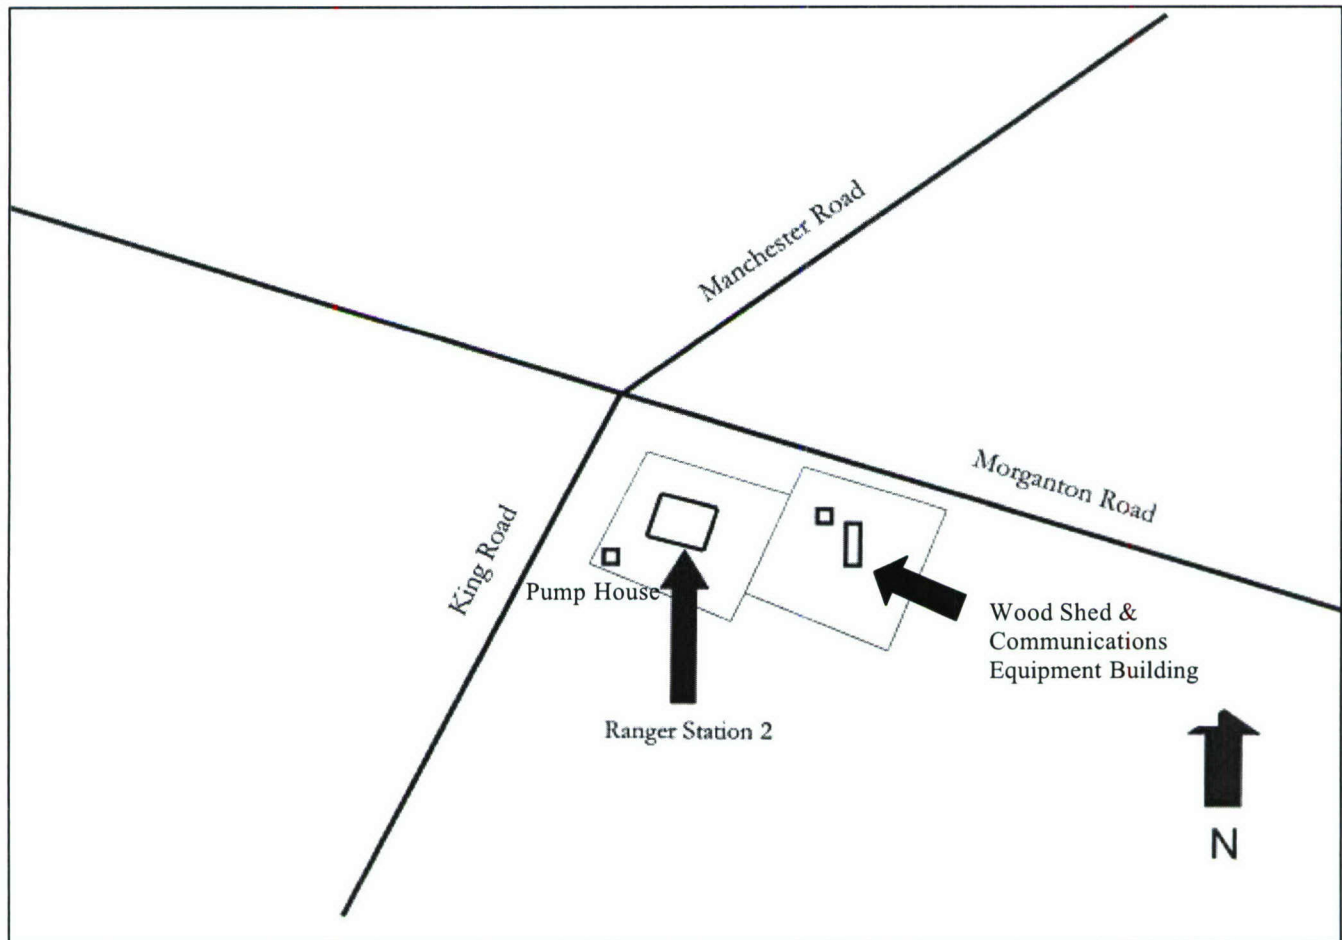 Manchester Road
Morganton Road
King Road
Pump House
Wood Shed &
Communications
Equipment Building
Ranger Station 2
N